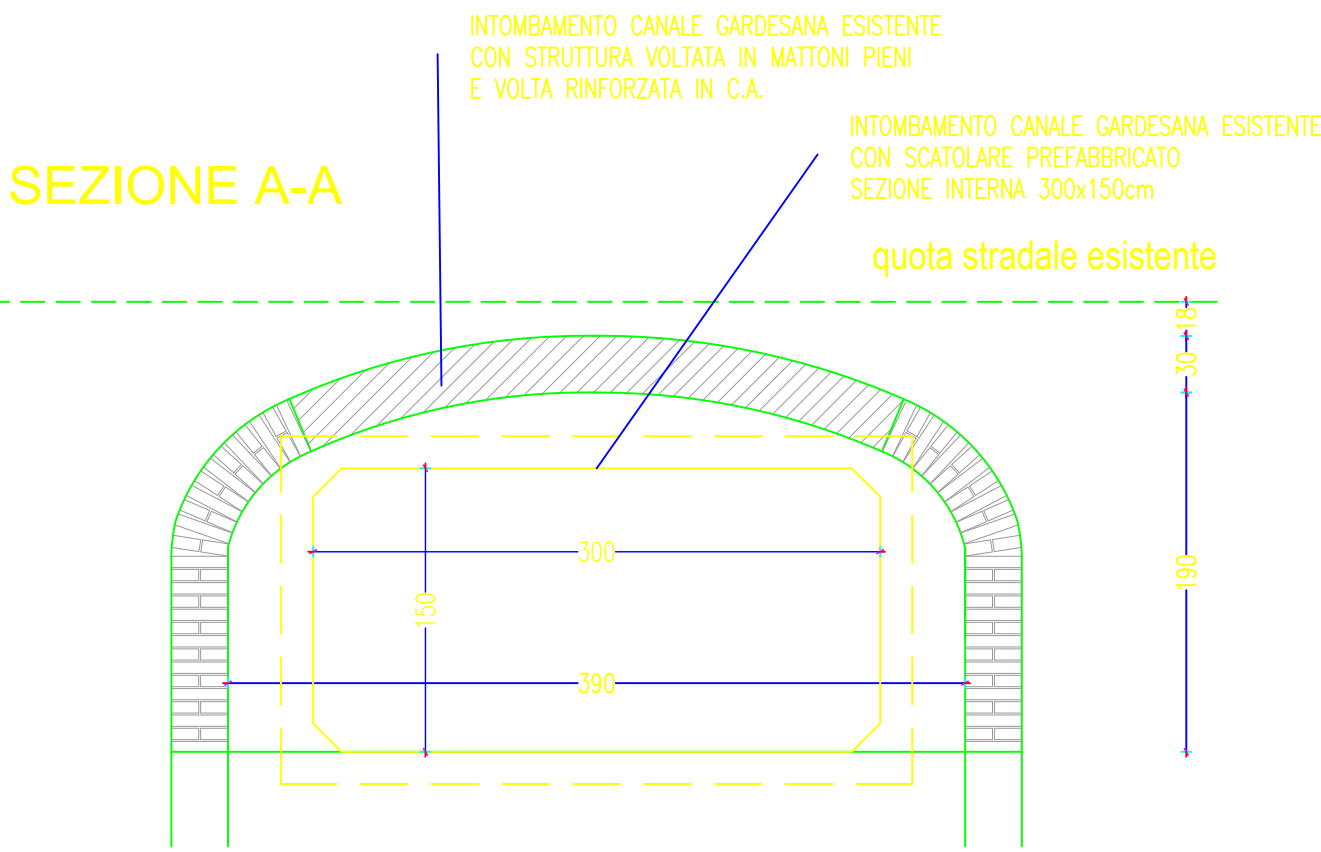 INTOMBAMENTO CANALE GARDESANA ESISTENTE
CON STRUTTURA VOLTATA IN MATTONI PIENI
E VOLTA RINFORZATA IN C.A.
INTOMBAMENTO CANALE GARDESANA ESISTENTE
CON SCATOLARE PREFABBRICATO
SEZIONE INTERNA 300x150cm
SEZIONE A-A
quota stradale esistente
18
30
190
300
150
390